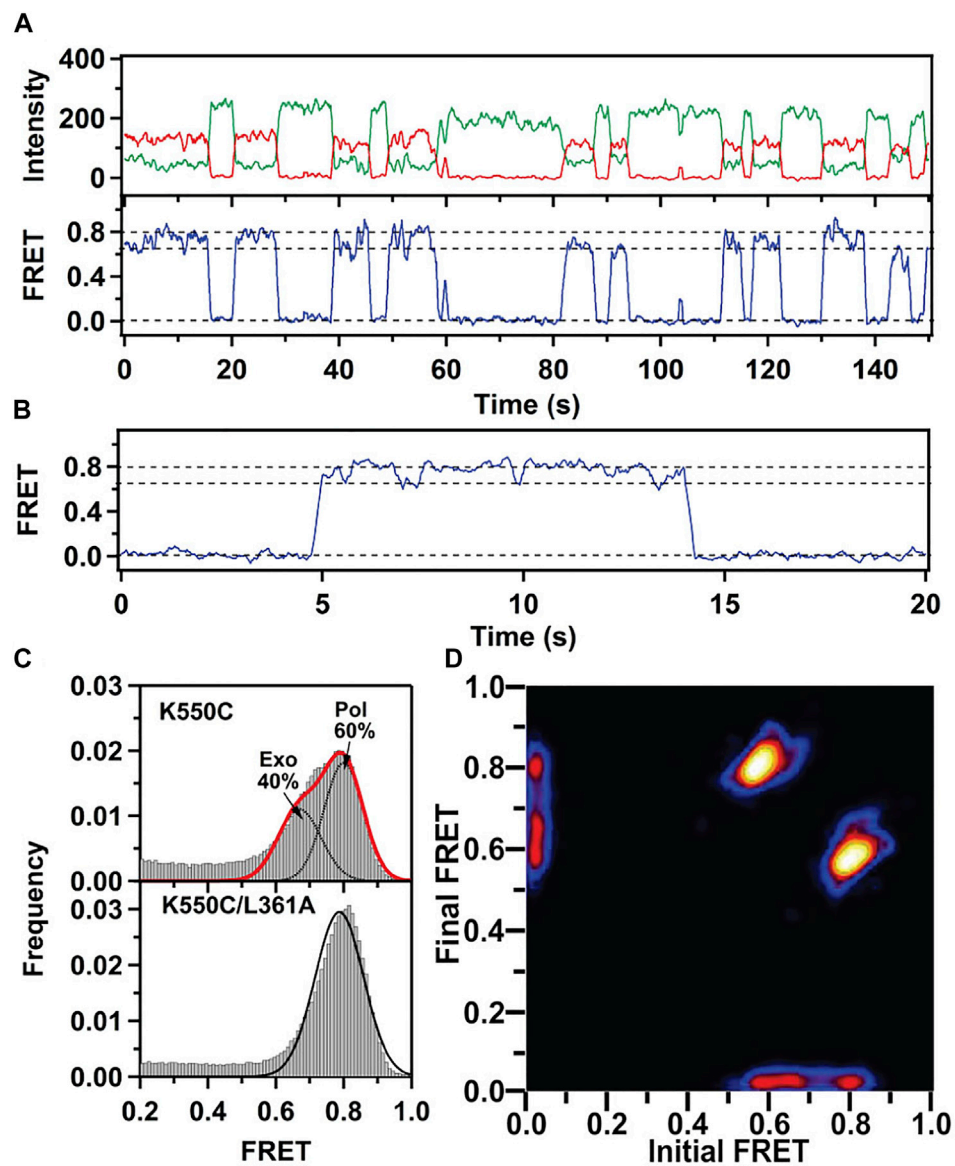 A
Intensity
400
200
0
FRET
0.8
0.4
0.0
0 20 40 60 80 100 120 140
Time (s)
B
FRET
0.8
0.4
0.0
0 5 10 15 20
Time (s)
C
Frequency
0.03
0.02
0.01
0.00
K550C
Exo
40%
Pol
60%
0.03
0.03
0.01
0.00
K550C/L361A
0.2 0.4 0.6 0.8 1.0
FRET
D
Final FRET
1.0
0.8
0.6
0.4
0.2
0.0
0.0 0.2 0.4 0.6 0.8 1.0
Initial FRET